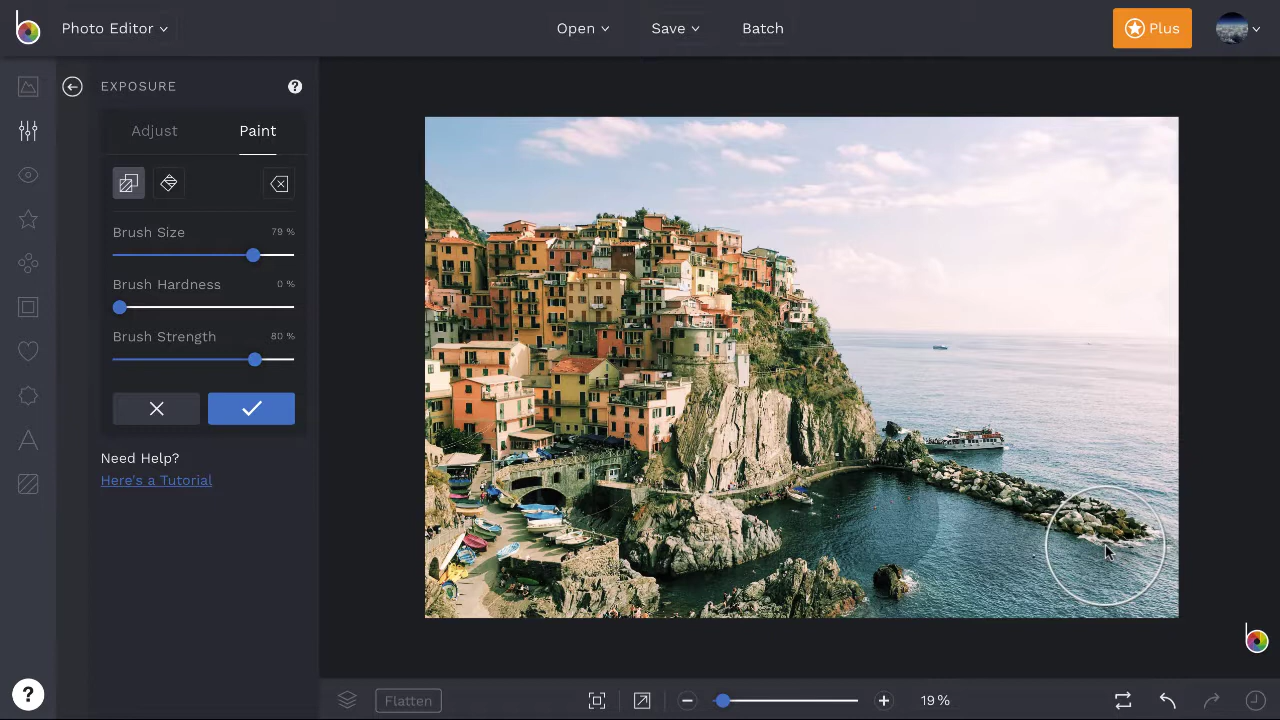 Photo Editor
Open
Save
Batch
Plus
EXPOSURE
?
Adjust
Paint
Brush Size
79 %
Brush Hardness
0 %
Brush Strength
80 %
Need Help?
Here's a Tutorial
?
Flatten
19 %